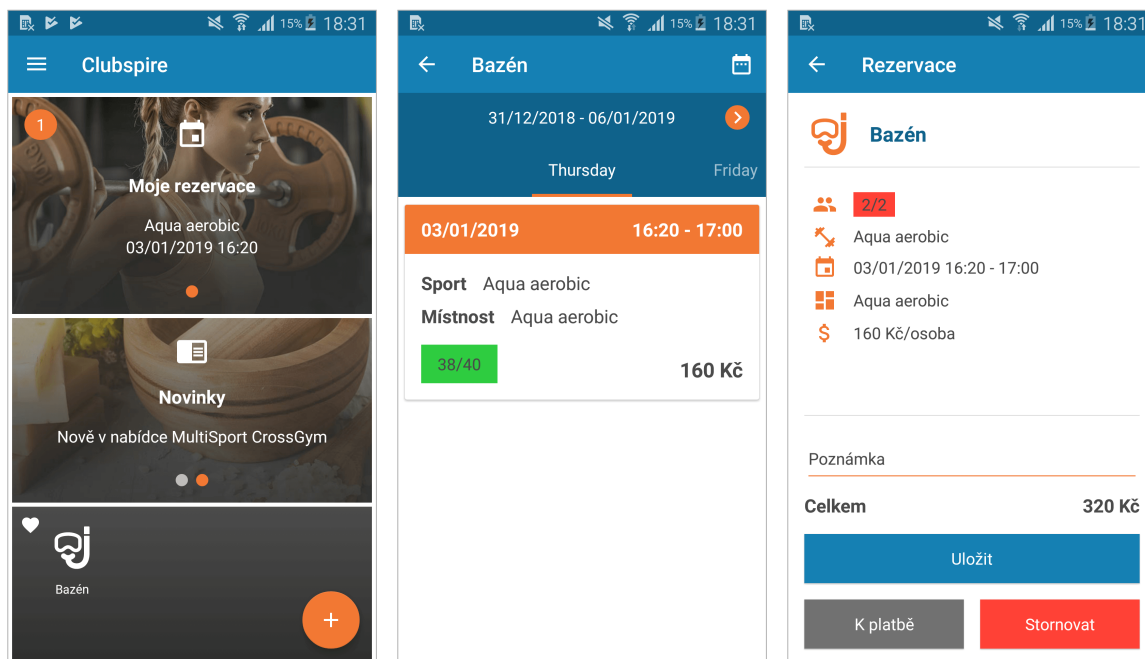 15% 18:31
Clubspire
1
Moje rezervace
Aqua aerobic
03/01/2019 16:20
Novinky
Nově v nabídce MultiSport CrossGym
Bazén
15% 18:31
Bazén
31/12/2018 - 06/01/2019
Thursday Friday
03/01/2019 16:20 - 17:00
Sport Aqua aerobic
Místnost Aqua aerobic
38/40 160 Kč
15% 18:31
Rezervace
Bazén
2/2
Aqua aerobic
03/01/2019 16:20 - 17:00
Aqua aerobic
160 Kč/osoba
Poznámka
Celkem 320 Kč
Uložit
K platbě Stornovat